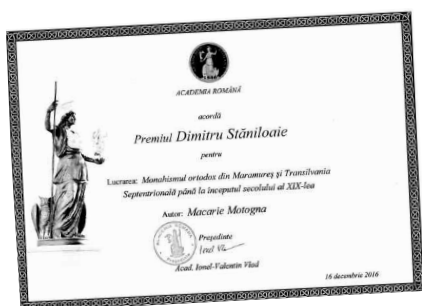 ACADEMIA ROMÂNĂ
acordă
Premiul Dimitru Stăniloaie
pentru
Lucrarea: Monahismul ortodox din Maramureș și Transilvania
Septentrională până la începutul secolului al XIX-lea
Autor: Macarie Motogna
Președinte
Acad. Ionel-Valentin Vlad
16 decembrie 2016